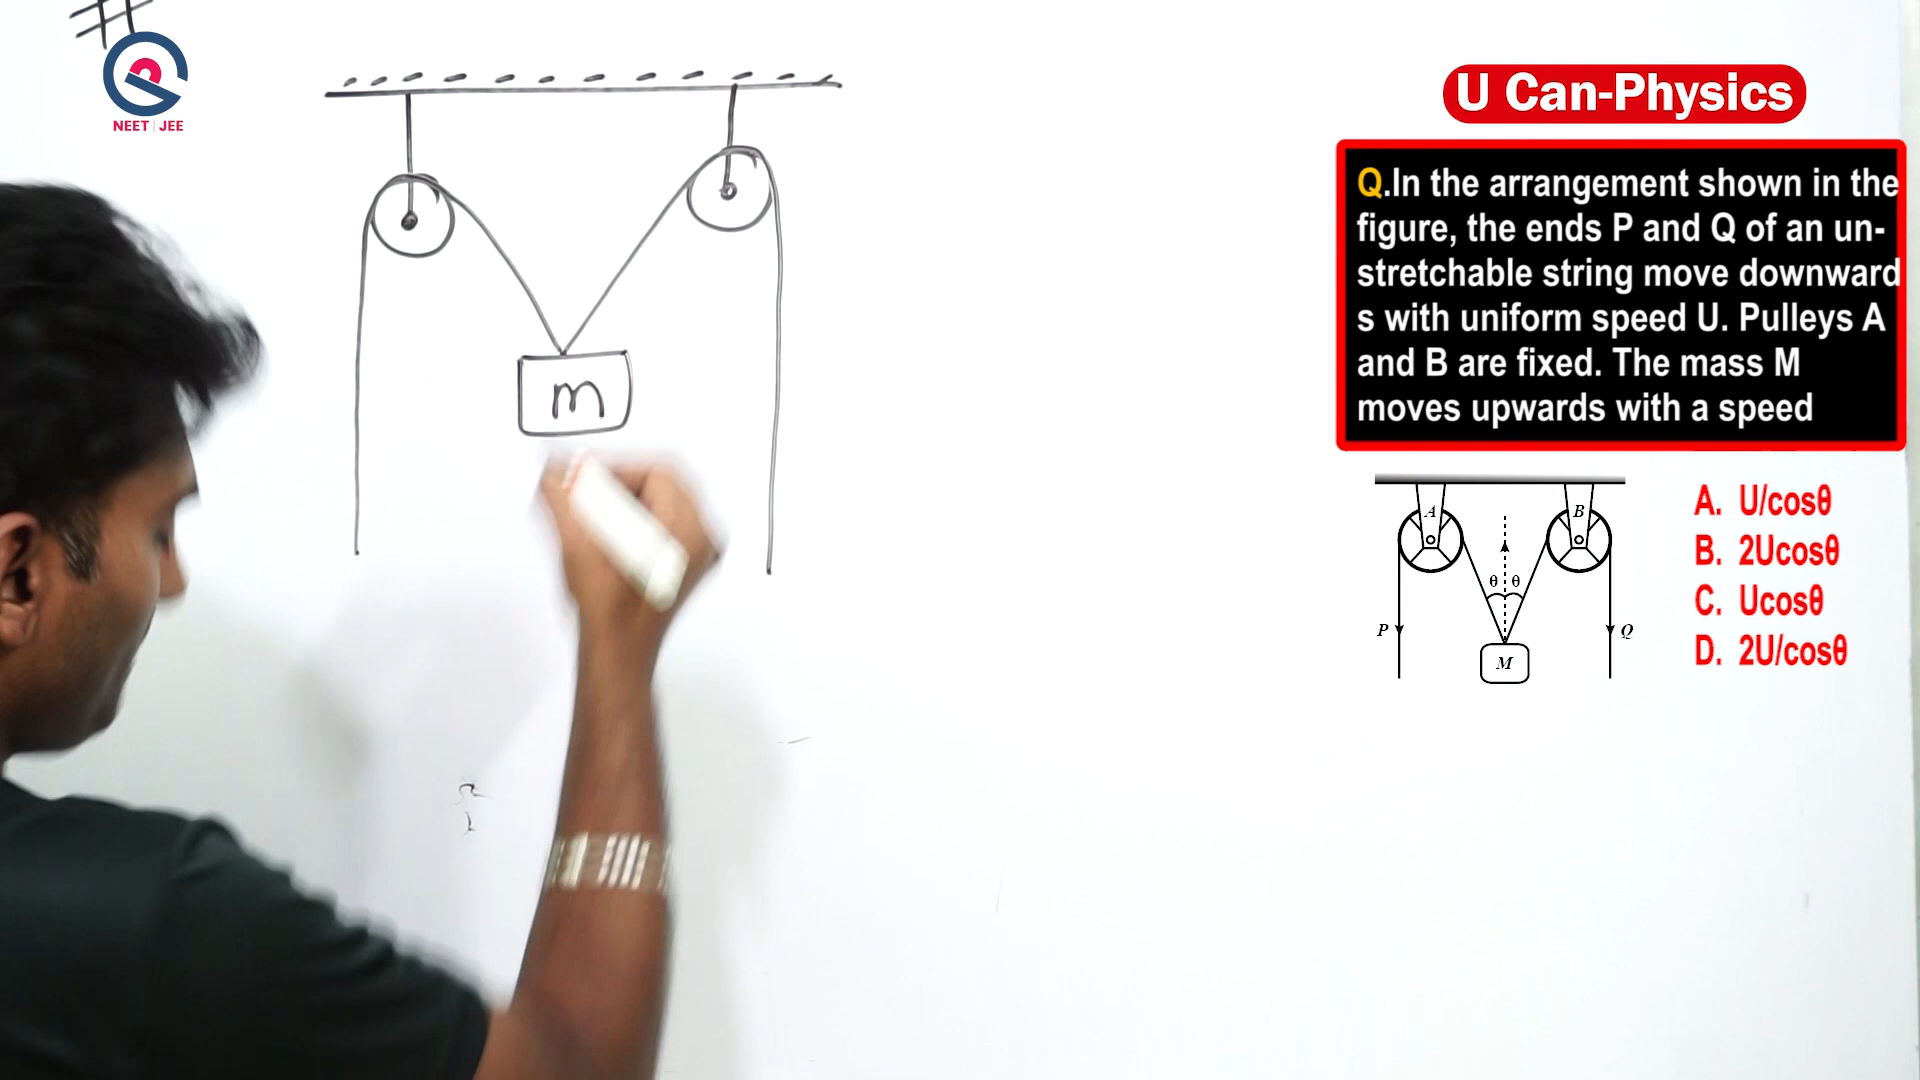 NEET | JEE
m
U Can-Physics
Q.In the arrangement shown in the
figure, the ends P and Q of an un-
stretchable string move downward
s with uniform speed U. Pulleys A
and B are fixed. The mass M
moves upwards with a speed
A B
θ θ
P Q
M
A. U/cosθ
B. 2Ucosθ
C. Ucosθ
D. 2U/cosθ